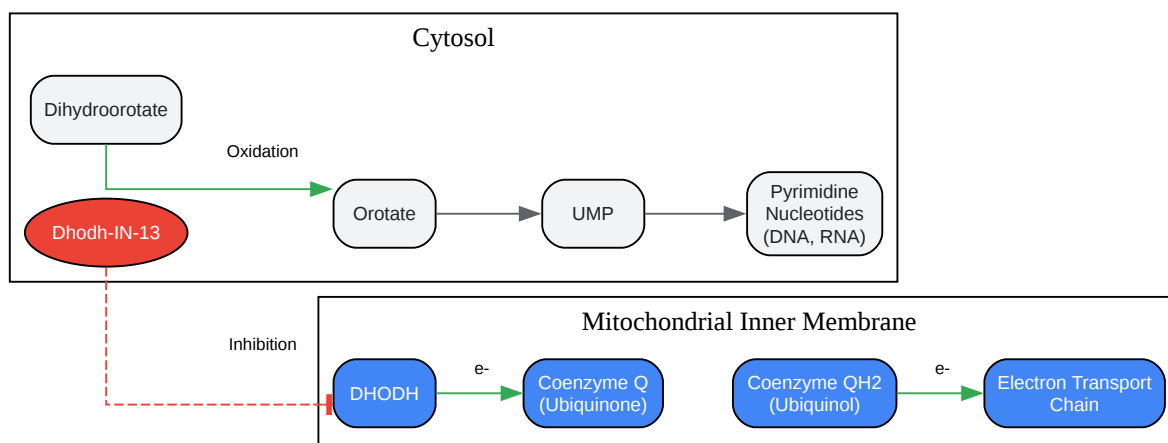 Cytosol
Dihydroorotate
Oxidation
Orotate
UMP
Pyrimidine
Nucleotides
(DNA, RNA)
Dhodh-IN-13
Inhibition
Mitochondrial Inner Membrane
DHODH
e-
Coenzyme Q
(Ubiquinone)
Coenzyme QH2
(Ubiquinol)
e-
Electron Transport
Chain